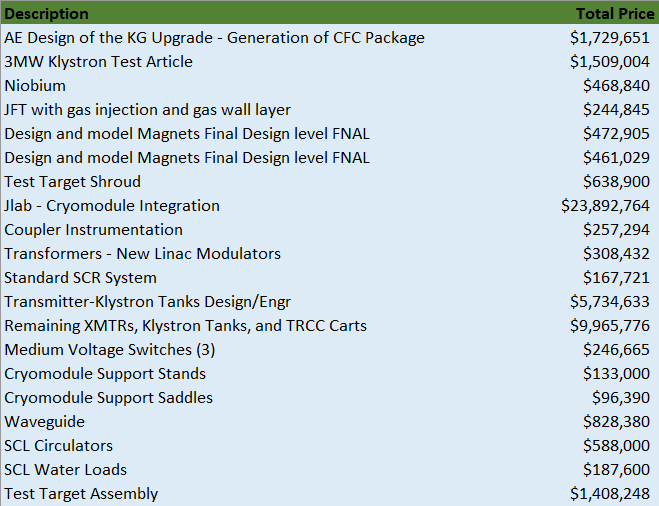 Description Total Price
AE Design of the KG Upgrade - Generation of CFC Package $1,729,651
3MW Klystron Test Article $1,509,004
Niobium $468,840
JFT with gas injection and gas wall layer $244,845
Design and model Magnets Final Design level FNAL $472,905
Design and model Magnets Final Design level FNAL $461,029
Test Target Shroud $638,900
Jlab - Cryomodule Integration $23,892,764
Coupler Instrumentation $257,294
Transformers - New Linac Modulators $308,432
Standard SCR System $167,721
Transmitter-Klystron Tanks Design/Engr $5,734,633
Remaining XMTRs, Klystron Tanks, and TRCC Carts $9,965,776
Medium Voltage Switches (3) $246,665
Cryomodule Support Stands $133,000
Cryomodule Support Saddles $96,390
Waveguide $828,380
SCL Circulators $588,000
SCL Water Loads $187,600
Test Target Assembly $1,408,248